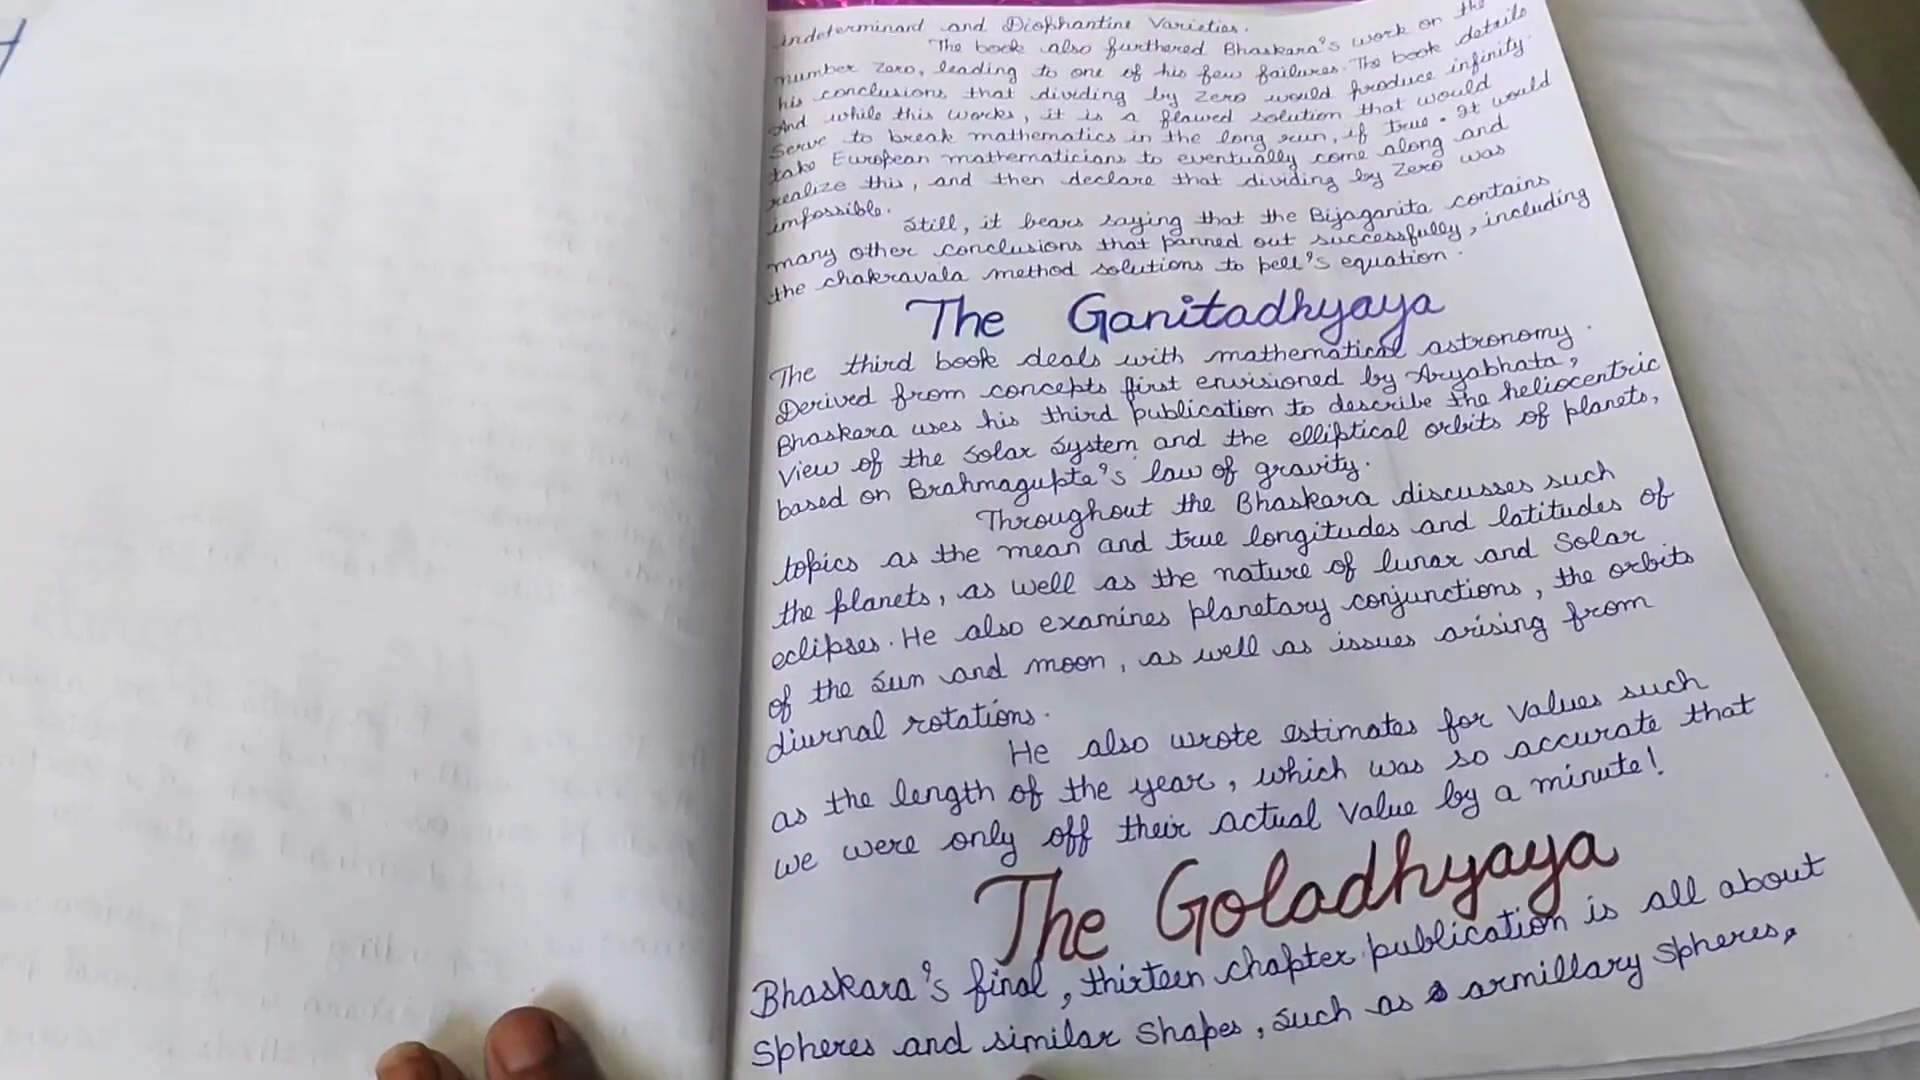 indeterminand and Diophantine Varieties.
The book also furthered Bhaskara's work on the
number Zero, leading to one of his few failures. The book details
his conclusions that dividing by Zero would produce infinity.
And while this works, it is a flawed solution that would
Serve to break mathematics in the long run, if true. It would
take European mathematicians to eventually come along and
realize this, and then declare that dividing by Zero was
impossible.
Still, it bears saying that the Bijaganita contains
many other conclusions that panned out successfully, including
the chakravala method solutions to pell's equation.
The Ganitadhyaya
The third book deals with mathematical astronomy.
Derived from concepts first envisioned by Aryabhata,
Bhaskara uses his third publication to describe the heliocentric
View of the Solar System and the elliptical orbits of planets,
based on Brahmagupta's law of gravity.
Throughout the Bhaskara discusses such
topics as the mean and true longitudes and latitudes of
the planets, as well as the nature of lunar and Solar
eclipses. He also examines planetary conjunctions, the orbits
of the Sun and moon, as well as issues arising from
diurnal rotations.
He also wrote estimates for Values such
as the length of the year, which was so accurate that
we were only off their actual Value by a minute!
The Goladhyaya
Bhaskara's final, thirteen chapter publication is all about
Spheres and similar Shapes, Such as armillary Spheres,